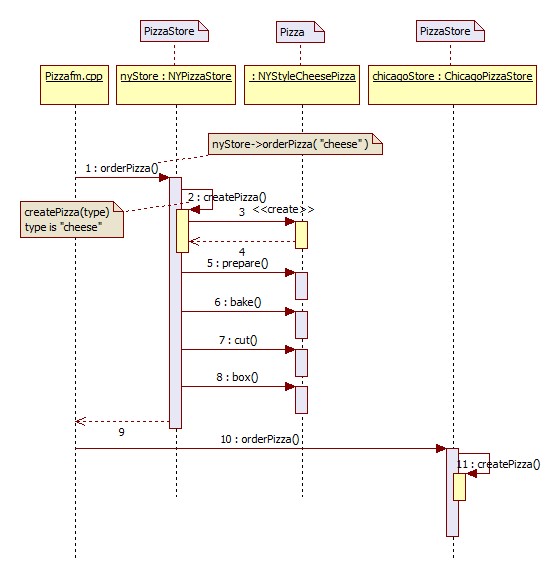 PizzaStore
Pizza
PizzaStore
Pizzafm.cpp
nyStore : NYPizzaStore
: NYStyleCheesePizza
chicagoStore : ChicagoPizzaStore
nyStore->orderPizza( "cheese" )
1 : orderPizza()
2 : createPizza()
createPizza(type)
type is "cheese"
3 <<create>>
4
5 : prepare()
6 : bake()
7 : cut()
8 : box()
9
10 : orderPizza()
11 : createPizza()